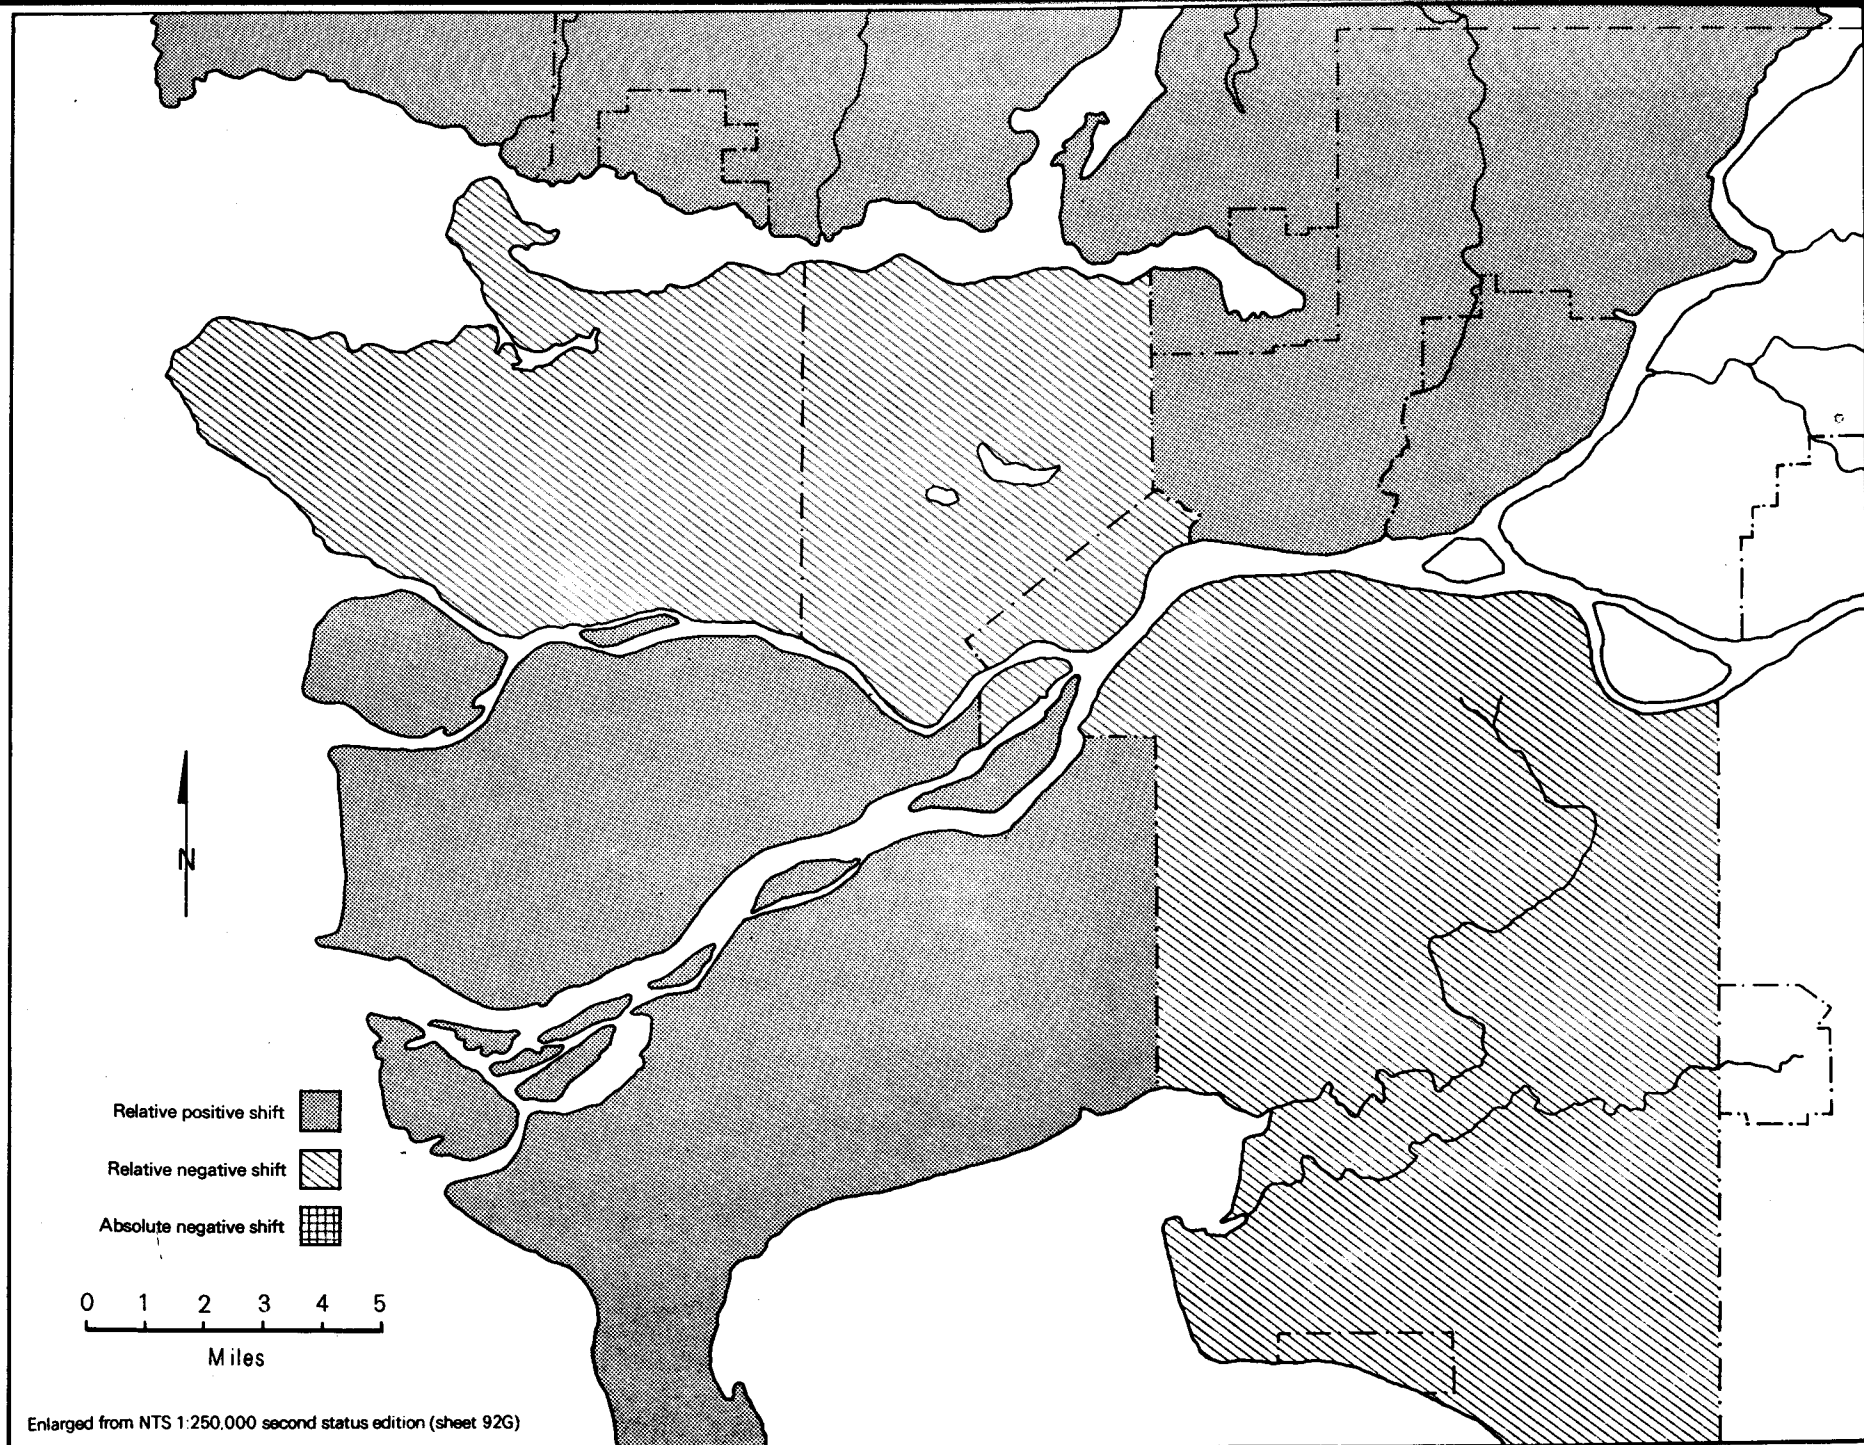 N
Relative positive shift
Relative negative shift
Absolute negative shift
0 1 2 3 4 5
Miles
Enlarged from NTS 1:250,000 second status edition (sheet 92G)